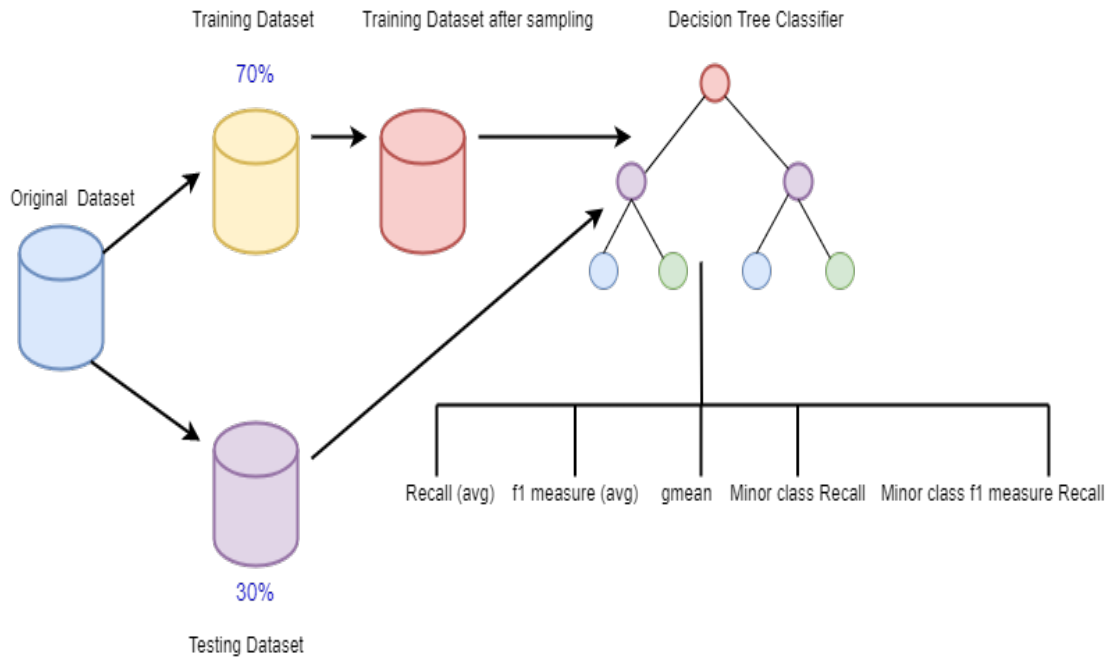 Training Dataset
Training Dataset after sampling
Decision Tree Classifier
70%
Original Dataset
Recall (avg)
f1 measure (avg)
gmean
Minor class Recall
Minor class f1 measure Recall
30%
Testing Dataset